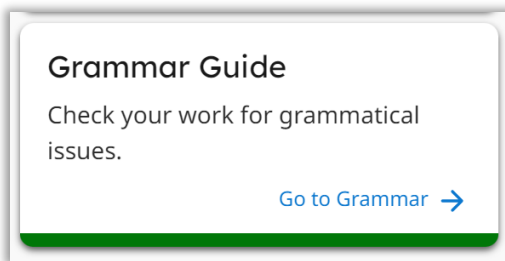 Grammar Guide
Check your work for grammatical
issues.
Go to Grammar →